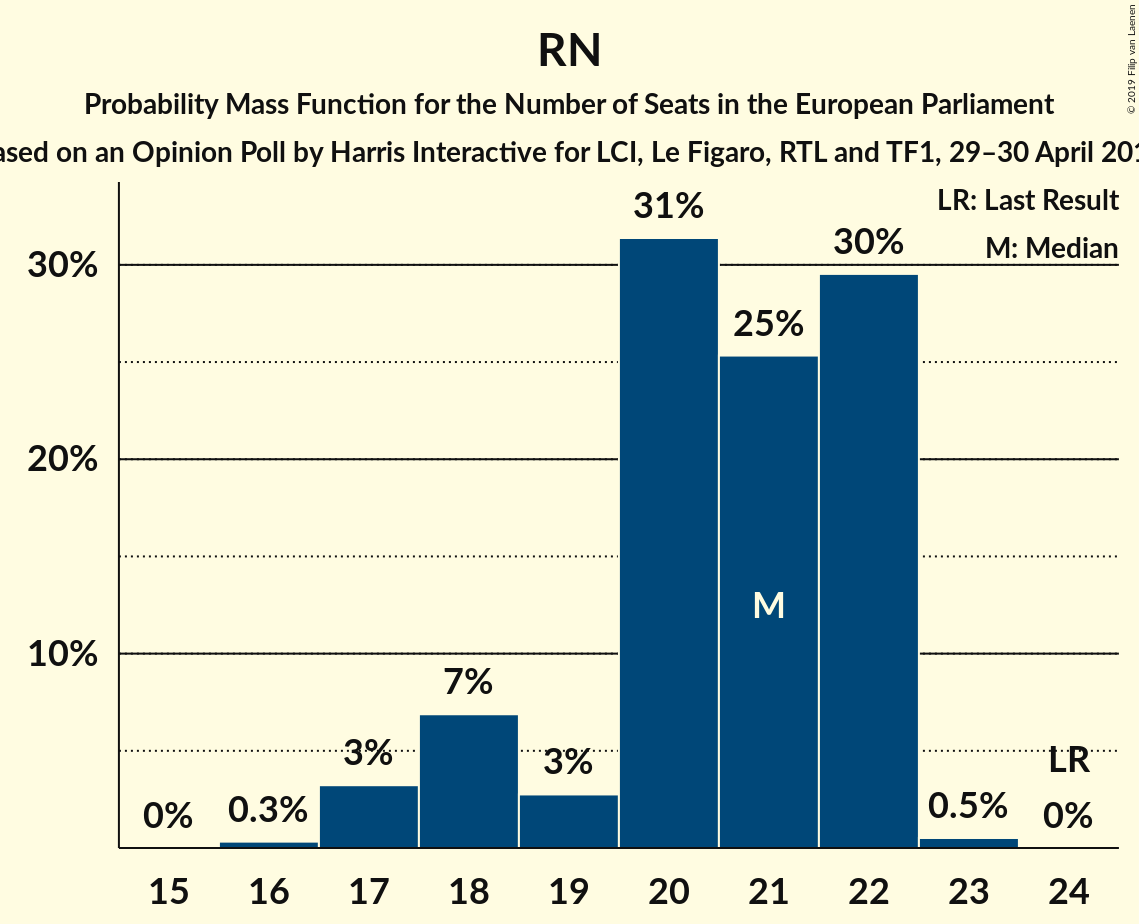 RN
Probability Mass Function for the Number of Seats in the European Parliament
ased on an Opinion Poll by Harris Interactive for LCI, Le Figaro, RTL and TF1, 29–30 April 201
© 2019 Filip van Laenen
LR: Last Result
M: Median
30%
20%
10%
0%
0.3%
3%
7%
3%
31%
25%
30%
0.5%
0%
LR
M
15 16 17 18 19 20 21 22 23 24